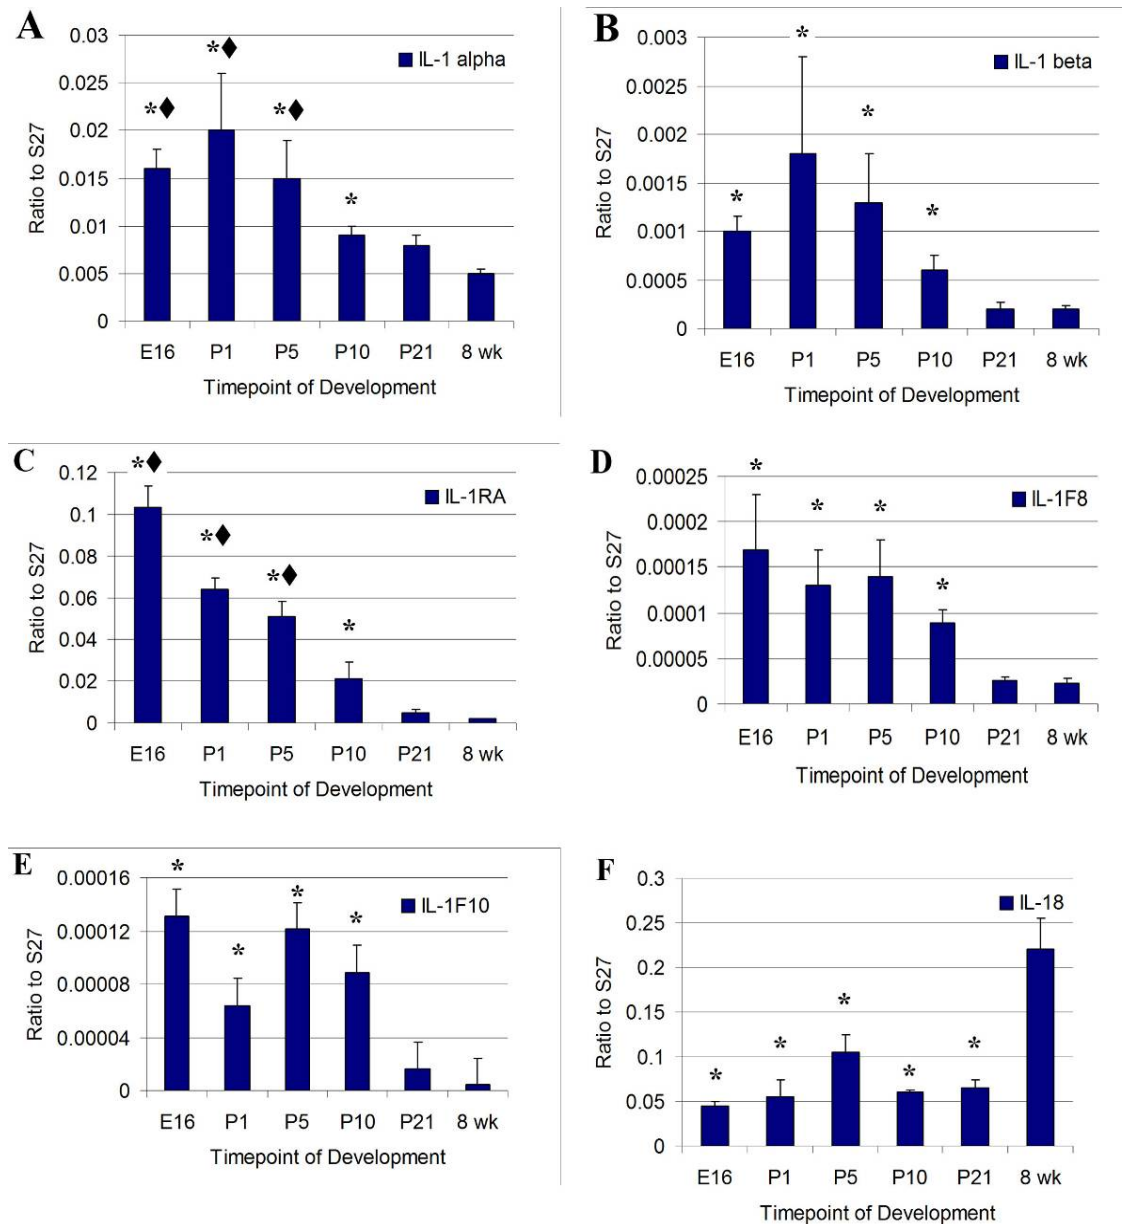 A
0.03
0.025
0.02
0.015
0.01
0.005
0
Ratio to S27
IL-1 alpha
*♦
*♦
*♦
*
E16 P1 P5 P10 P21 8 wk
Timepoint of Development
B
0.003
0.0025
0.002
0.0015
0.001
0.0005
0
Ratio to S27
IL-1 beta
*
*
*
*
E16 P1 P5 P10 P21 8 wk
Timepoint of Development
C
0.12
0.1
0.08
0.06
0.04
0.02
0
Ratio to S27
IL-1RA
*♦
*♦
*♦
*
E16 P1 P5 P10 P21 8 wk
Timepoint of Development
D
0.00025
0.0002
0.00015
0.0001
0.00005
0
Ratio to S27
IL-1F8
*
*
*
*
E16 P1 P5 P10 P21 8 wk
Timepoint of Development
E
0.00016
0.00012
0.00008
0.00004
0
Ratio to S27
IL-1F10
*
*
*
*
E16 P1 P5 P10 P21 8 wk
Timepoint of Development
F
0.3
0.25
0.2
0.15
0.1
0.05
0
Ratio to S27
IL-18
*
*
*
*
*
E16 P1 P5 P10 P21 8 wk
Timepoint of Development